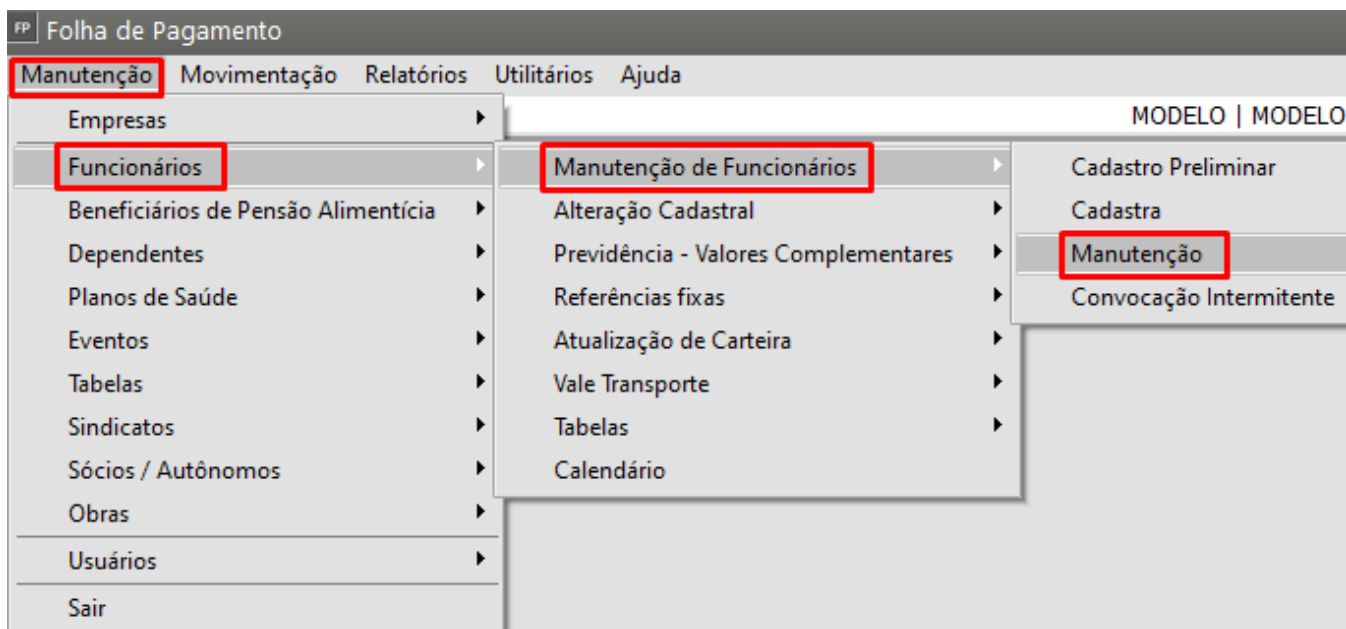 FP Folha de Pagamento
Manutenção Movimentação Relatórios Utilitários Ajuda
MODELO | MODELO
Empresas
Funcionários
Beneficiários de Pensão Alimentícia
Dependentes
Planos de Saúde
Eventos
Tabelas
Sindicatos
Sócios / Autônomos
Obras
Usuários
Sair
Manutenção de Funcionários
Alteração Cadastral
Previdência - Valores Complementares
Referências fixas
Atualização de Carteira
Vale Transporte
Tabelas
Calendário
Cadastro Preliminar
Cadastra
Manutenção
Convocação Intermitente